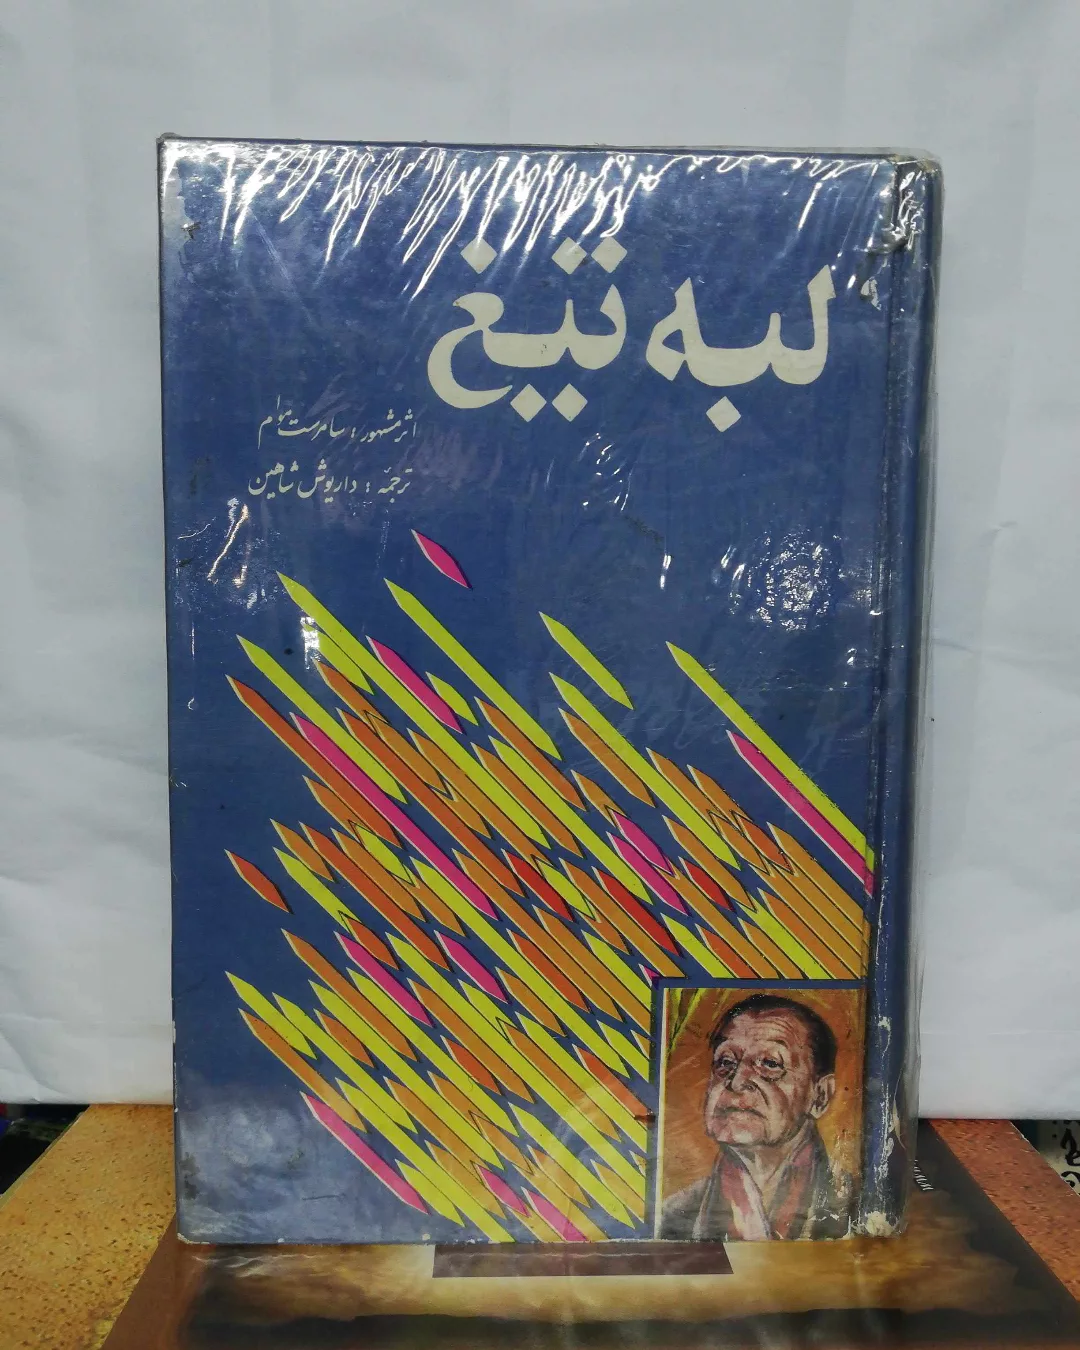 لبه تیغ
اثر مشهور : سامرست موام
ترجمه : داریوش شاهین